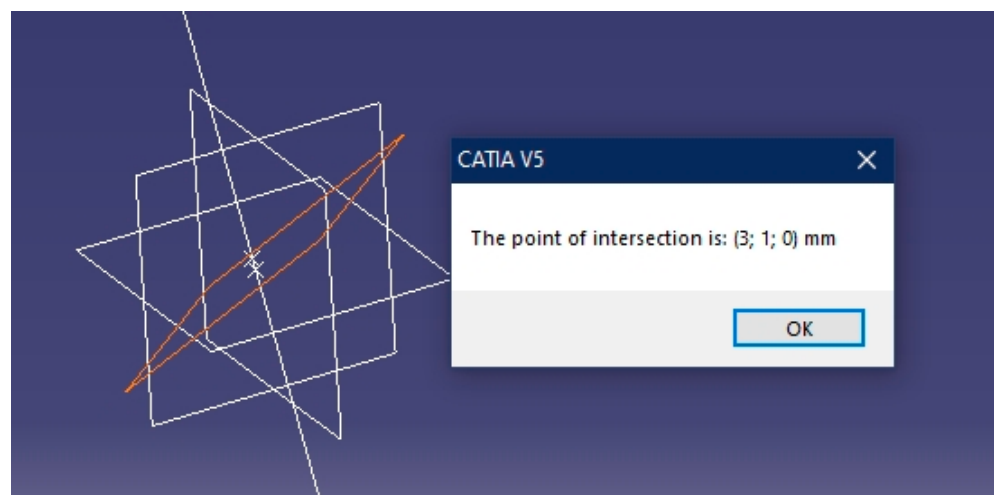 CATIA V5
The point of intersection is: (3; 1; 0) mm
OK